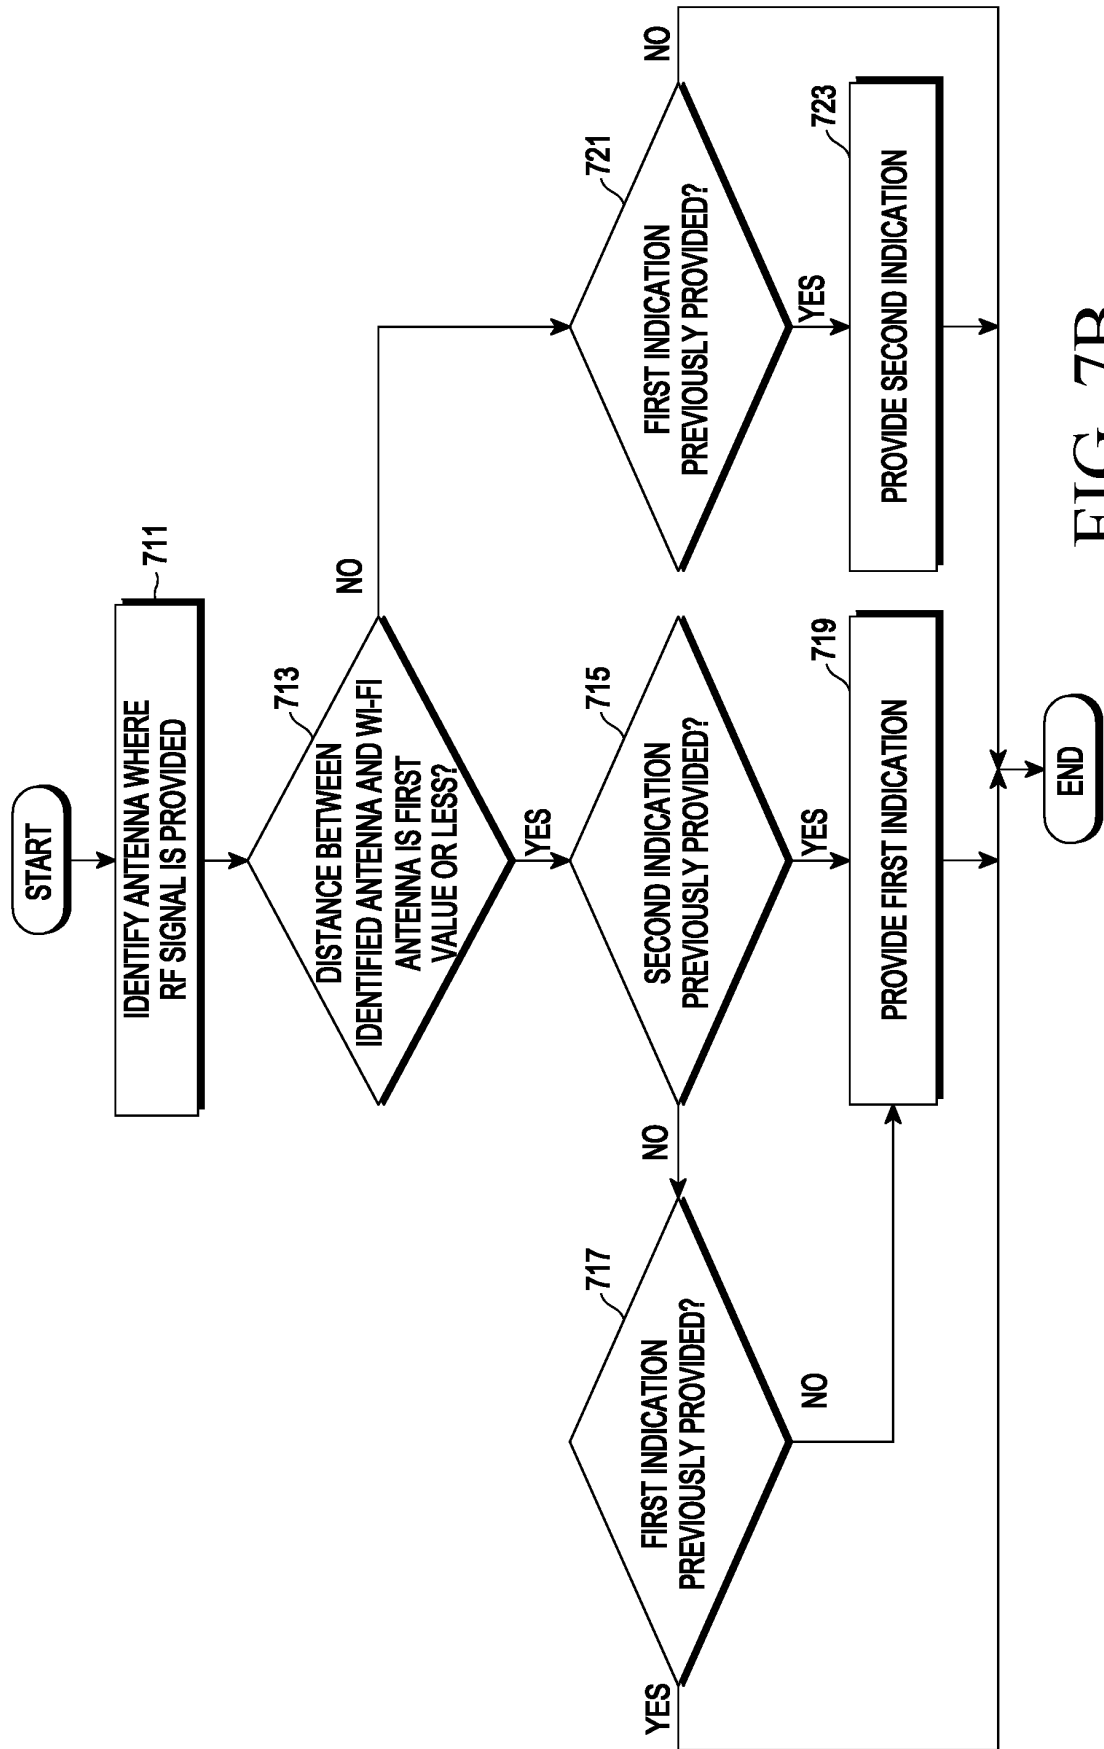 START
IDENTIFY ANTENNA WHERE
RF SIGNAL IS PROVIDED
711
DISTANCE BETWEEN
IDENTIFIED ANTENNA AND WI-FI
ANTENNA IS FIRST
VALUE OR LESS?
713
NO
YES
FIRST INDICATION
PREVIOUSLY PROVIDED?
717
YES
NO
SECOND INDICATION
PREVIOUSLY PROVIDED?
715
NO
YES
FIRST INDICATION
PREVIOUSLY PROVIDED?
721
NO
YES
PROVIDE FIRST INDICATION
719
PROVIDE SECOND INDICATION
723
END
FIG. 7B